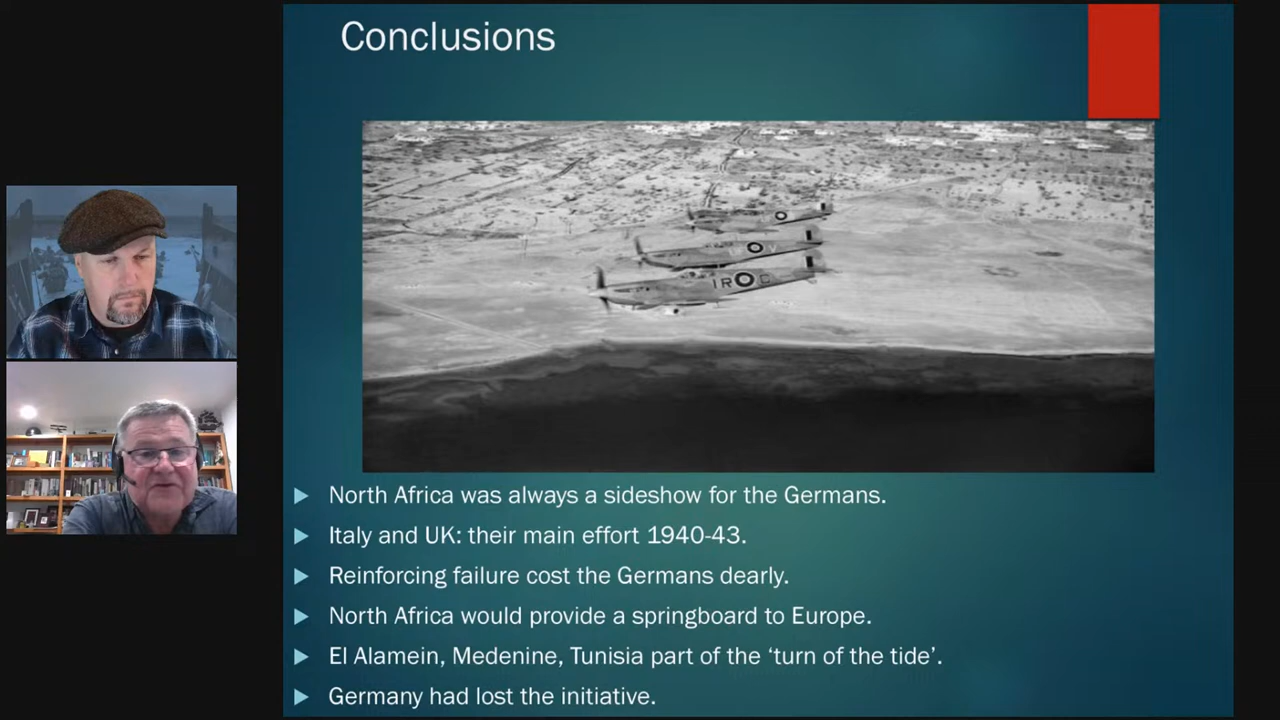 Conclusions
V
IR C
North Africa was always a sideshow for the Germans.
Italy and UK: their main effort 1940-43.
Reinforcing failure cost the Germans dearly.
North Africa would provide a springboard to Europe.
El Alamein, Medenine, Tunisia part of the ‘turn of the tide’.
Germany had lost the initiative.